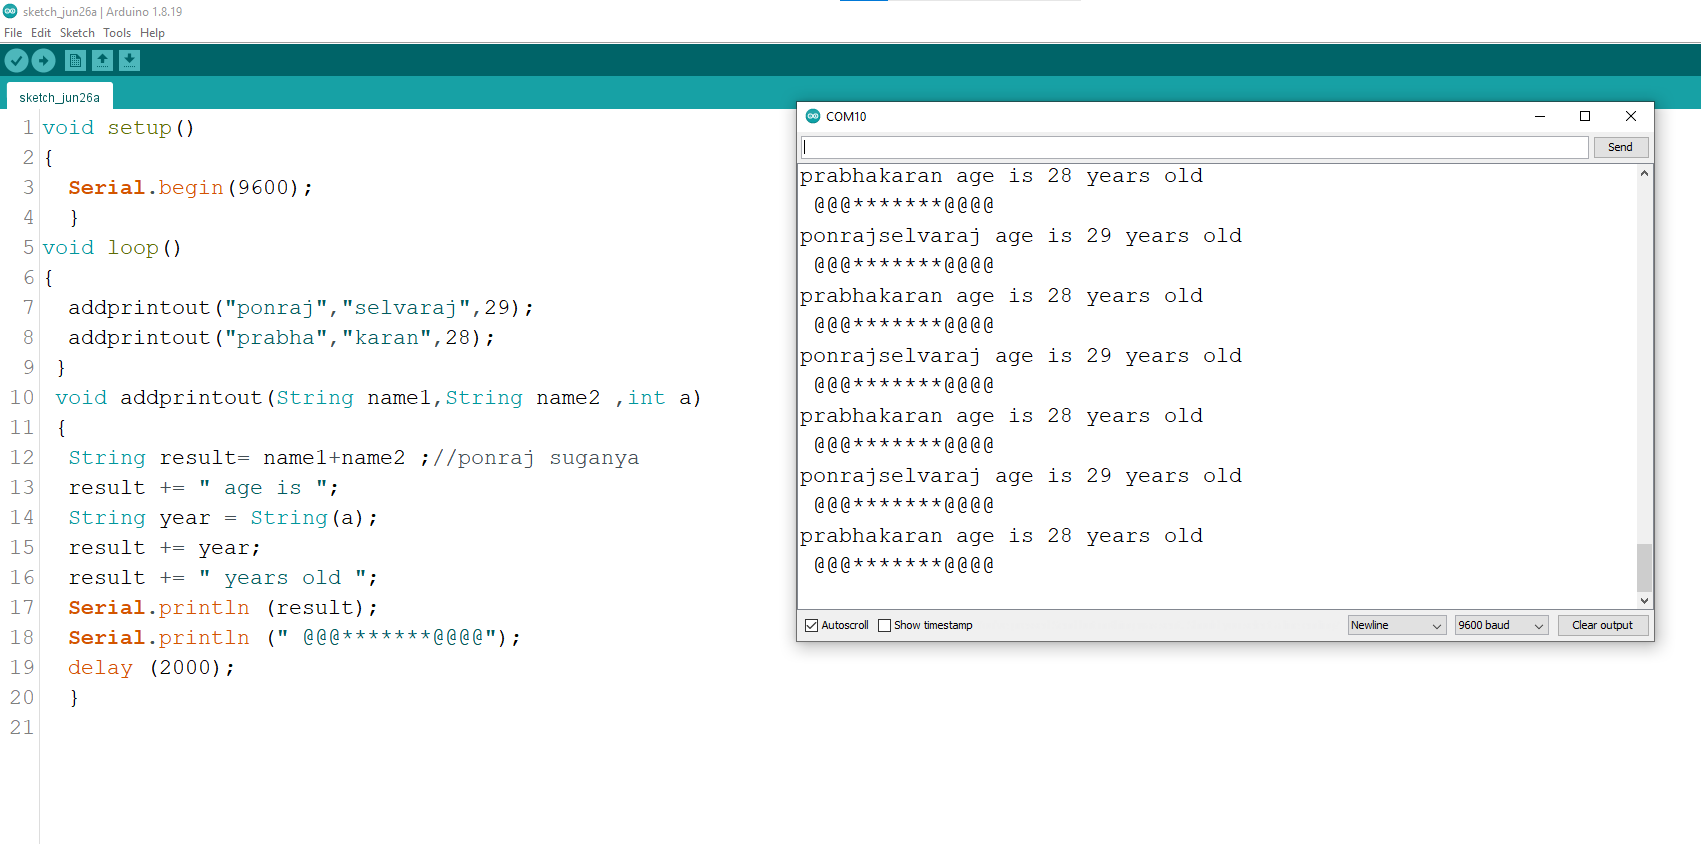 sketch_jun26a | Arduino 1.8.19
File Edit Sketch Tools Help
sketch_jun26a
1 void setup()
2 {
3 Serial.begin(9600);
4 }
5 void loop()
6 {
7 addprintout("ponraj","selvaraj",29);
8 addprintout("prabha","karan",28);
9 }
10 void addprintout(String name1,String name2 ,int a)
11 {
12 String result= name1+name2 ;//ponraj suganya
13 result += " age is ";
14 String year = String(a);
15 result += year;
16 result += " years old ";
17 Serial.println (result);
18 Serial.println (" @@@*******@@@@");
19 delay (2000);
20 }
21
COM10
Send
prabhakaran age is 28 years old
@@@*******@@@@
ponrajselvaraj age is 29 years old
@@@*******@@@@
prabhakaran age is 28 years old
@@@*******@@@@
ponrajselvaraj age is 29 years old
@@@*******@@@@
prabhakaran age is 28 years old
@@@*******@@@@
ponrajselvaraj age is 29 years old
@@@*******@@@@
prabhakaran age is 28 years old
@@@*******@@@@
Autoscroll Show timestamp Newline 9600 baud Clear output